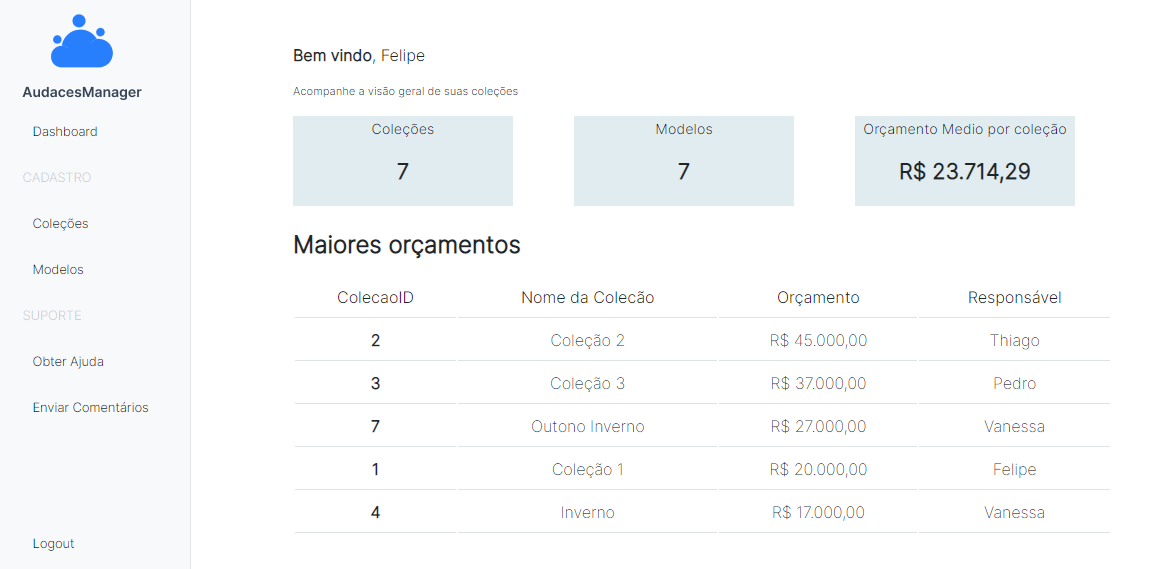 AudacesManager
Dashboard
CADASTRO
Coleções
Modelos
SUPORTE
Obter Ajuda
Enviar Comentários
Logout
Bem vindo, Felipe
Acompanhe a visão geral de suas coleções
Coleções
7
Modelos
7
Orçamento Medio por coleção
R$ 23.714,29
Maiores orçamentos
ColecaoID Nome da Colecão Orçamento Responsável
2 Coleção 2 R$ 45.000,00 Thiago
3 Coleção 3 R$ 37.000,00 Pedro
7 Outono Inverno R$ 27.000,00 Vanessa
1 Coleção 1 R$ 20.000,00 Felipe
4 Inverno R$ 17.000,00 Vanessa